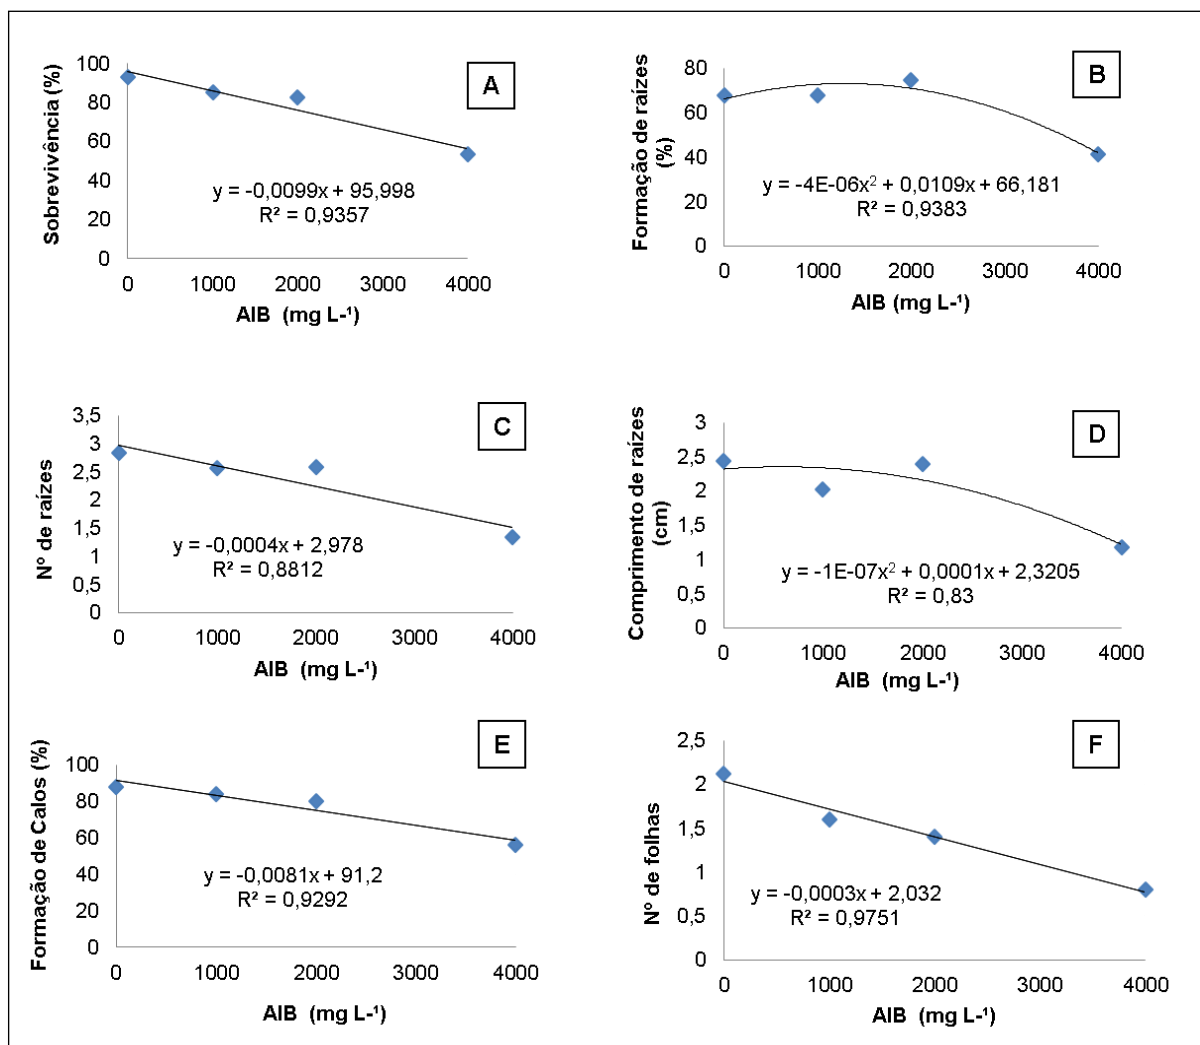 A
Sobrevivência (%)
100
80
60
40
20
0
y = -0,0099x + 95,998
R² = 0,9357
0 1000 2000 3000 4000
AIB (mg L-¹)
B
Formação de raízes
(%)
80
60
40
20
0
y = -4E-06x² + 0,0109x + 66,181
R² = 0,9383
0 1000 2000 3000 4000
AIB (mg L-¹)
C
Nº de raízes
3,5
3
2,5
2
1,5
1
0,5
0
y = -0,0004x + 2,978
R² = 0,8812
0 1000 2000 3000 4000
AIB (mg L-¹)
D
Comprimento de raízes
(cm)
3
2,5
2
1,5
1
0,5
0
y = -1E-07x² + 0,0001x + 2,3205
R² = 0,83
0 1000 2000 3000 4000
AIB (mg L-¹)
E
Formação de Calos (%)
100
80
60
40
20
0
y = -0,0081x + 91,2
R² = 0,9292
0 1000 2000 3000 4000
AIB (mg L-¹)
F
Nº de folhas
2,5
2
1,5
1
0,5
0
y = -0,0003x + 2,032
R² = 0,9751
0 1000 2000 3000 4000
AIB (mg L-¹)